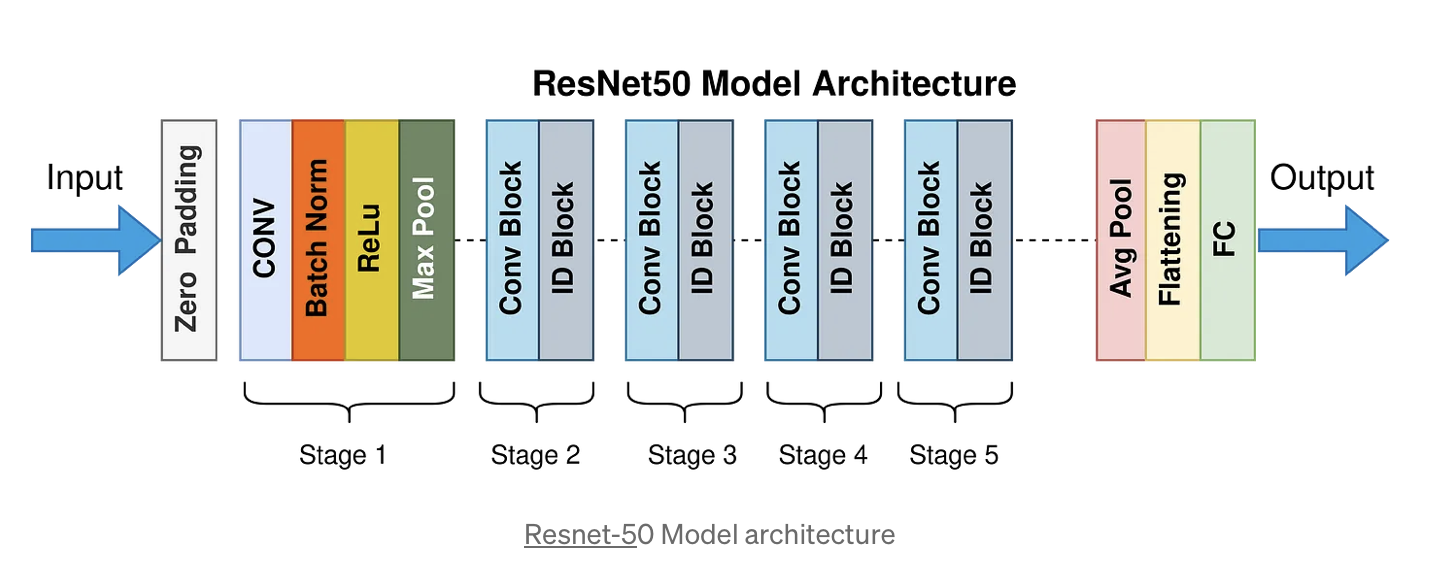 ResNet50 Model Architecture
Input
Zero Padding
CONV
Batch Norm
ReLu
Max Pool
Conv Block
ID Block
Conv Block
ID Block
Conv Block
ID Block
Conv Block
ID Block
Avg Pool
Flattening
FC
Output
Stage 1
Stage 2
Stage 3
Stage 4
Stage 5
Resnet-50 Model architecture